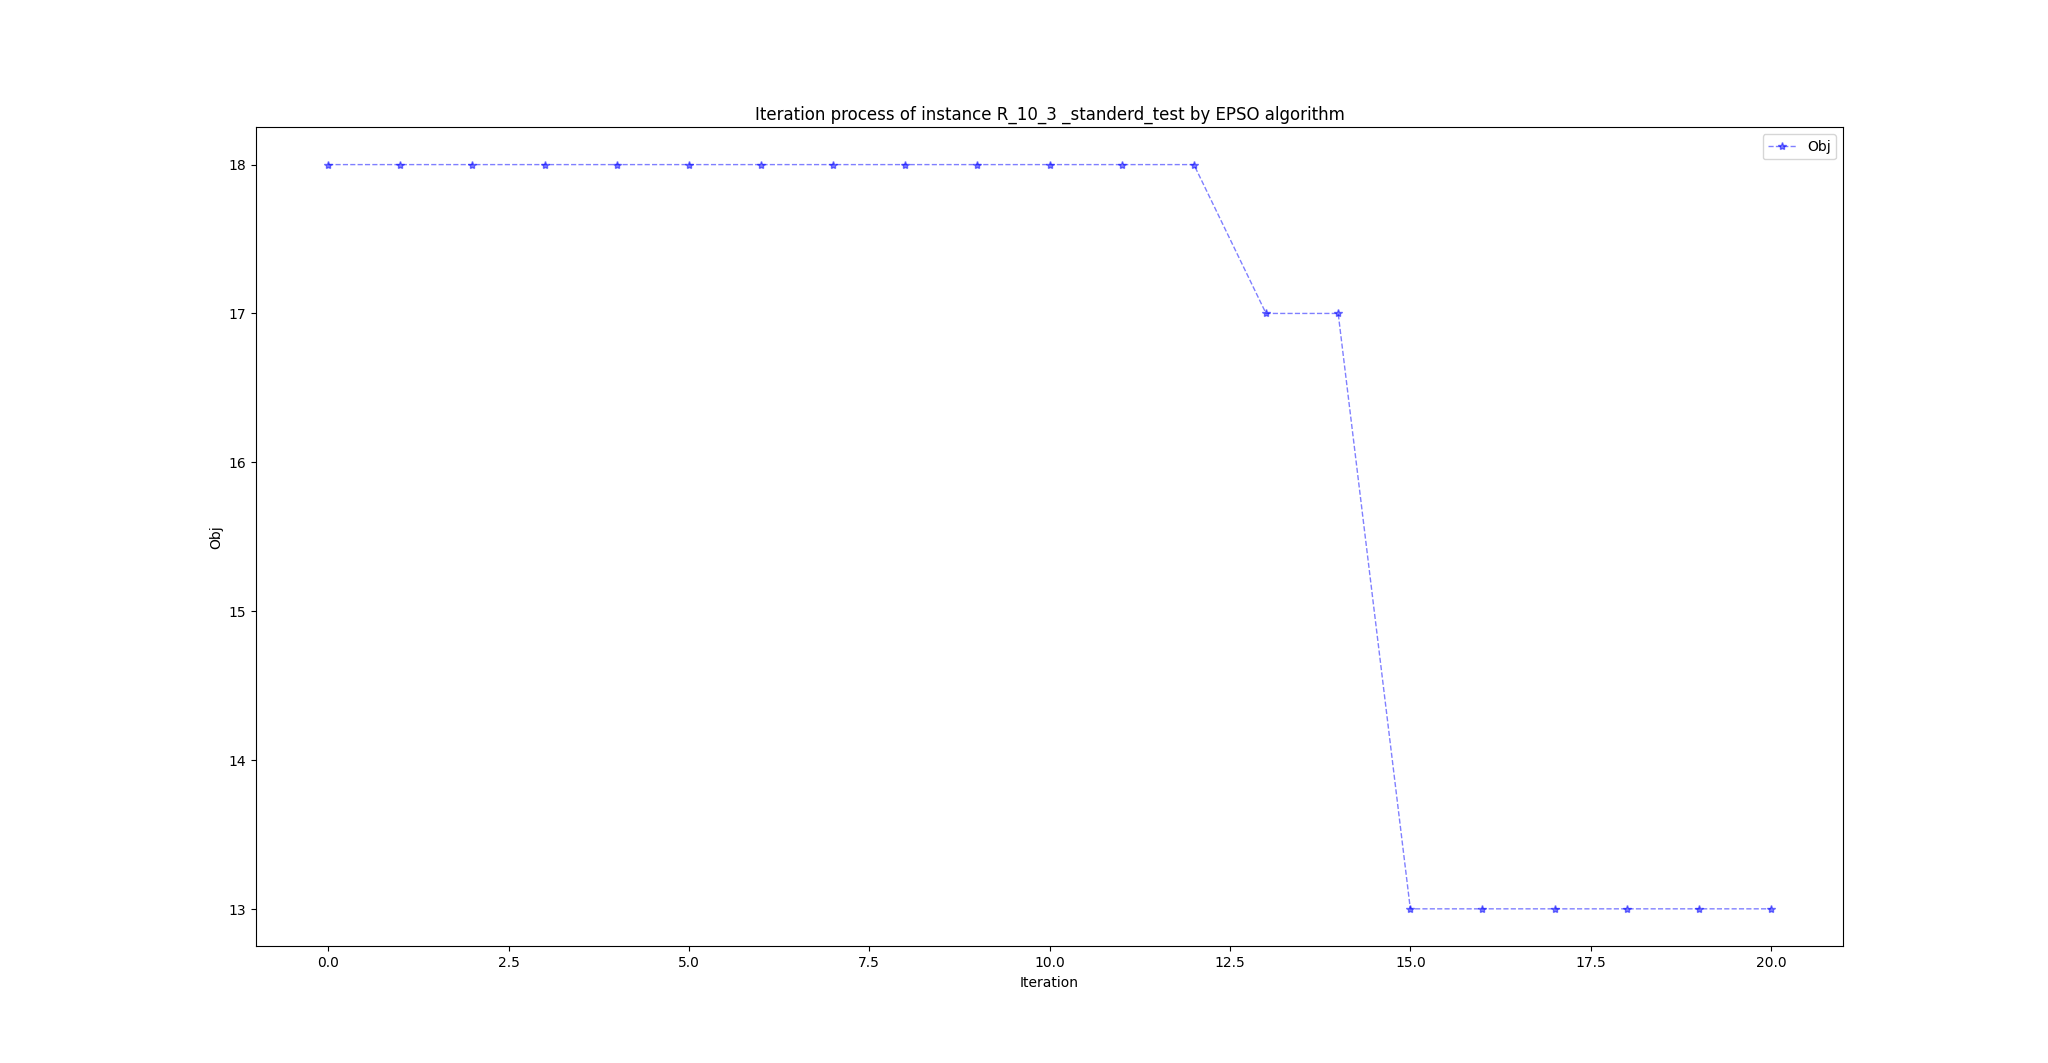 Iteration process of instance R_10_3 _standerd_test by EPSO algorithm
Obj
18
17
16
15
14
13
Obj
0.0 2.5 5.0 7.5 10.0 12.5 15.0 17.5 20.0
Iteration